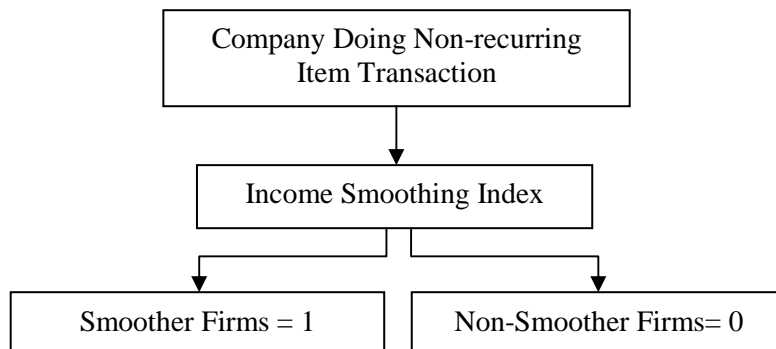 Company Doing Non-recurring
Item Transaction
Income Smoothing Index
Smoother Firms = 1
Non-Smoother Firms= 0